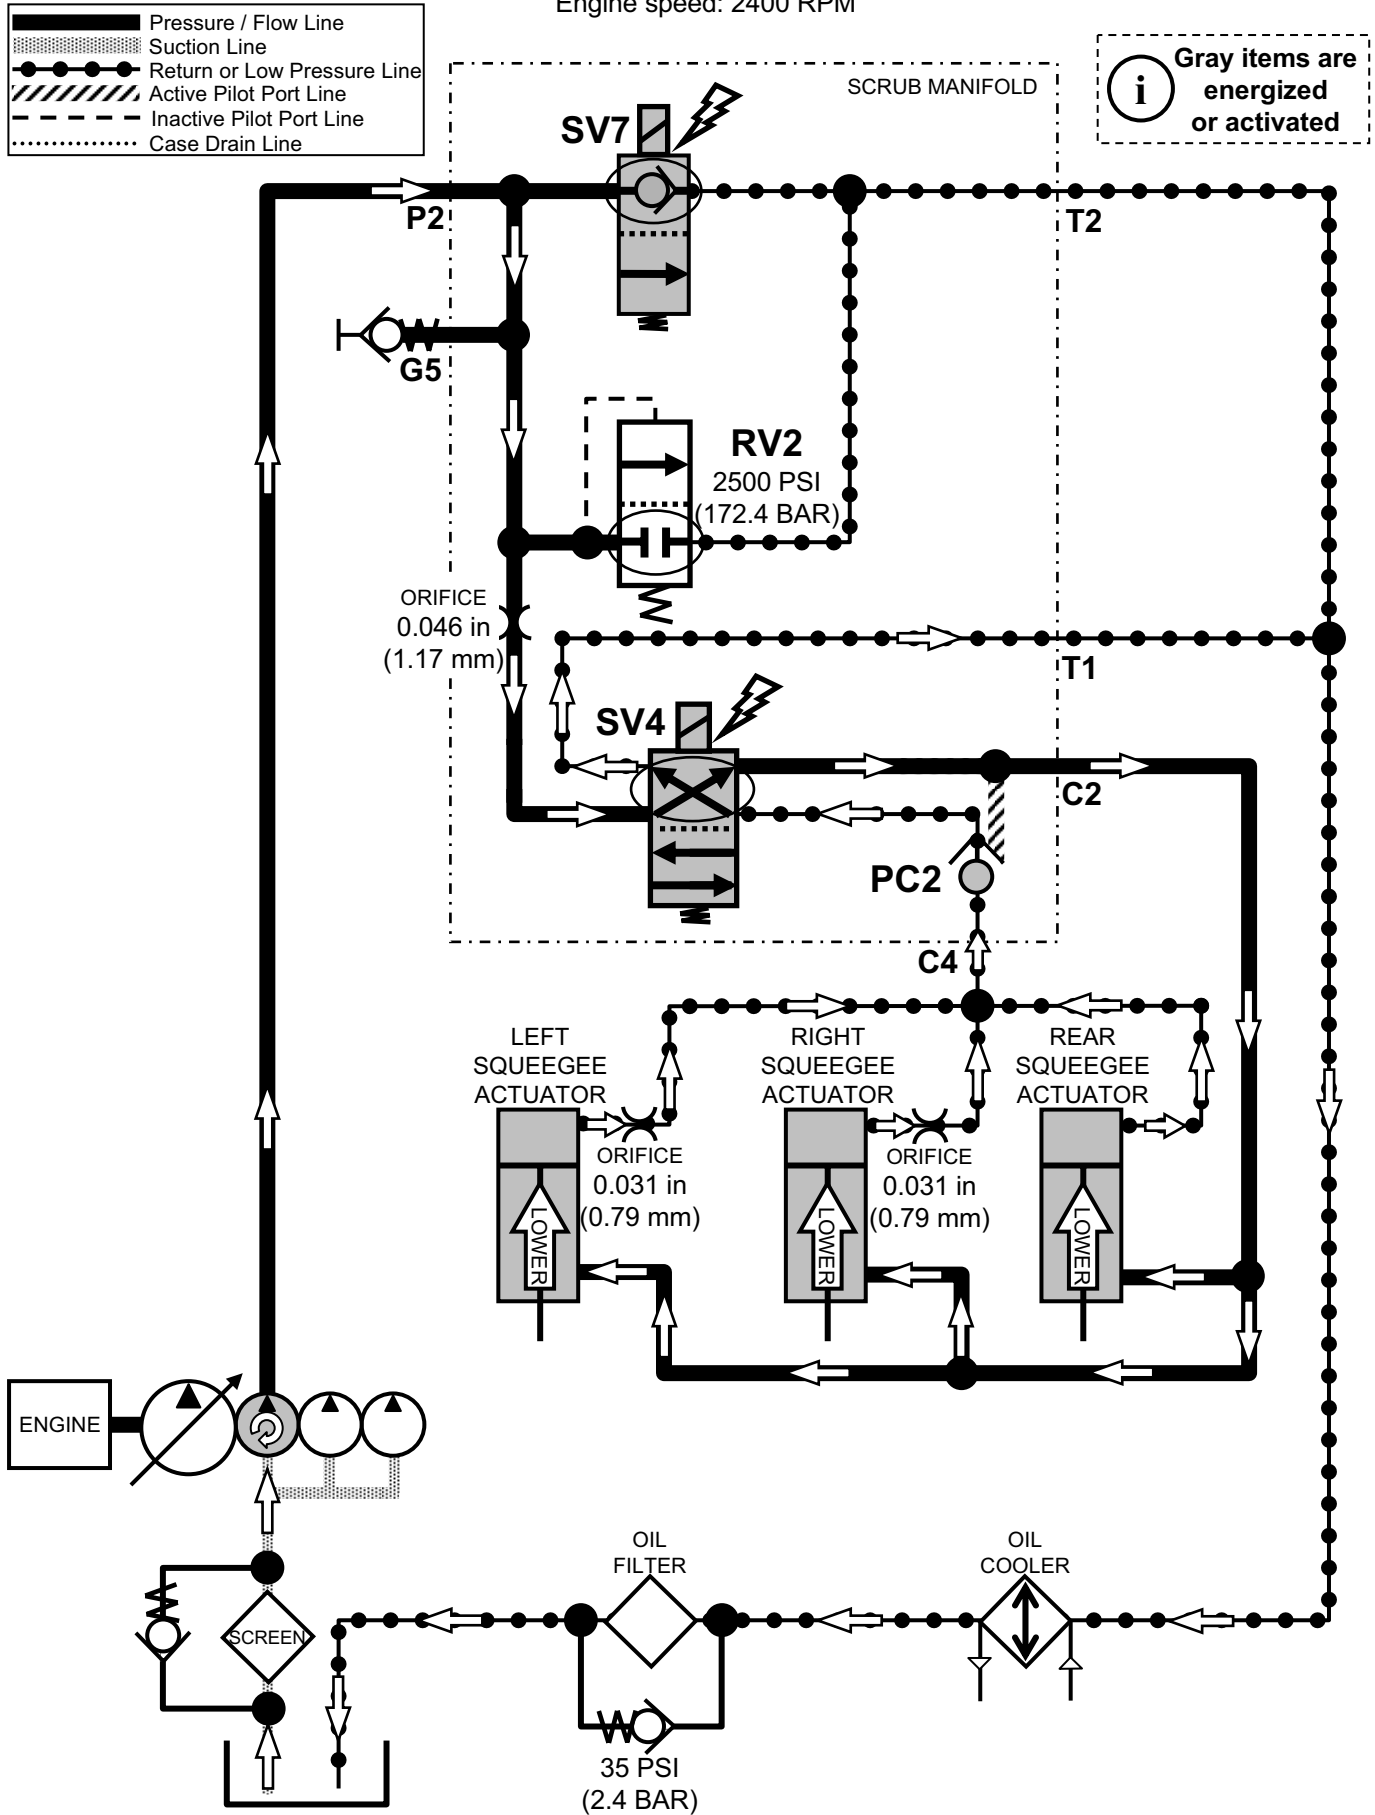 Engine speed: 2400 RPM
Pressure / Flow Line
Suction Line
Return or Low Pressure Line
Active Pilot Port Line
Inactive Pilot Port Line
Case Drain Line
i
Gray items are
energized
or activated
SCRUB MANIFOLD
SV7
P2
T2
G5
RV2
2500 PSI
(172.4 BAR)
ORIFICE
0.046 in
(1.17 mm)
T1
SV4
C2
PC2
C4
LEFT
SQUEEGEE
ACTUATOR
RIGHT
SQUEEGEE
ACTUATOR
REAR
SQUEEGEE
ACTUATOR
ORIFICE
0.031 in
(0.79 mm)
ORIFICE
0.031 in
(0.79 mm)
LOWER
LOWER
LOWER
ENGINE
SCREEN
OIL
FILTER
OIL
COOLER
35 PSI
(2.4 BAR)